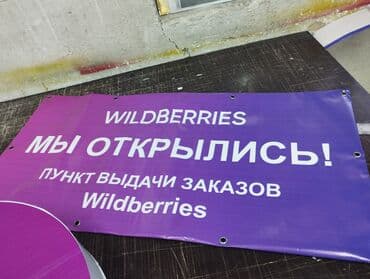 WILDBERRIES
МЫ ОТКРЫЛИСЬ!
ПУНКТ ВЫДАЧИ ЗАКАЗОВ
Wildberries